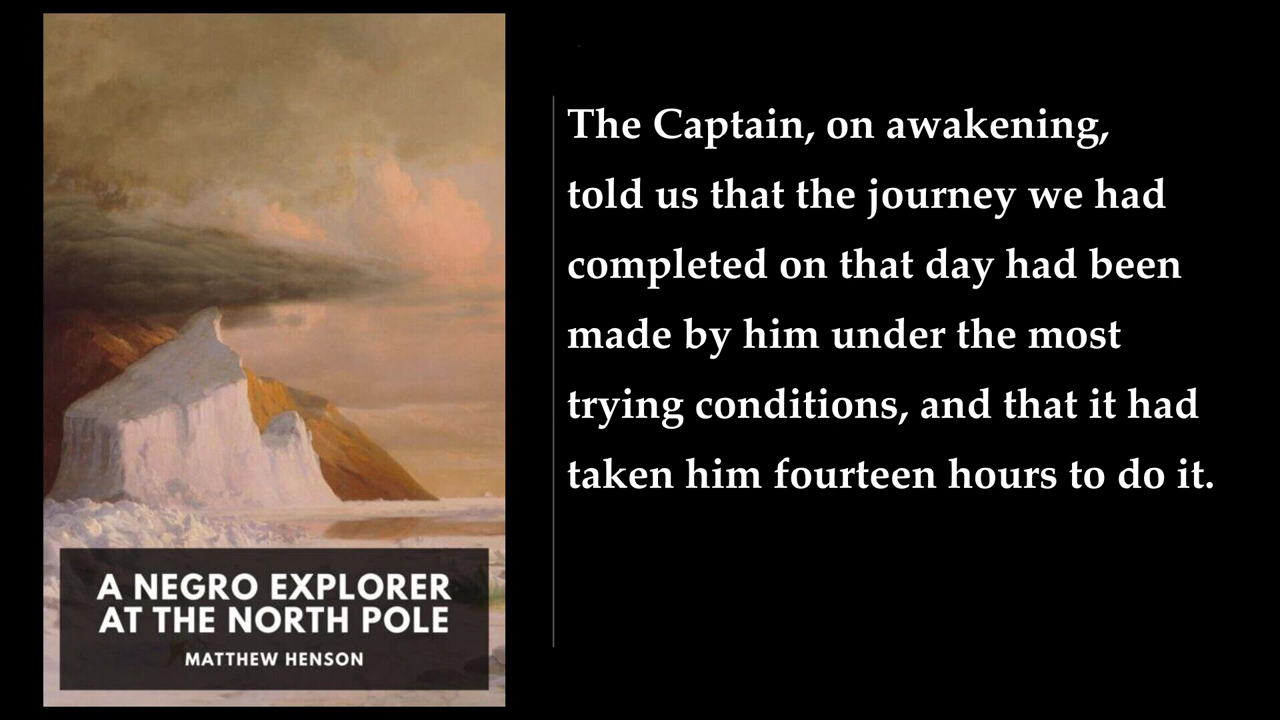 The Captain, on awakening,
told us that the journey we had
completed on that day had been
made by him under the most
trying conditions, and that it had
taken him fourteen hours to do it.
A NEGRO EXPLORER
AT THE NORTH POLE
MATTHEW HENSON